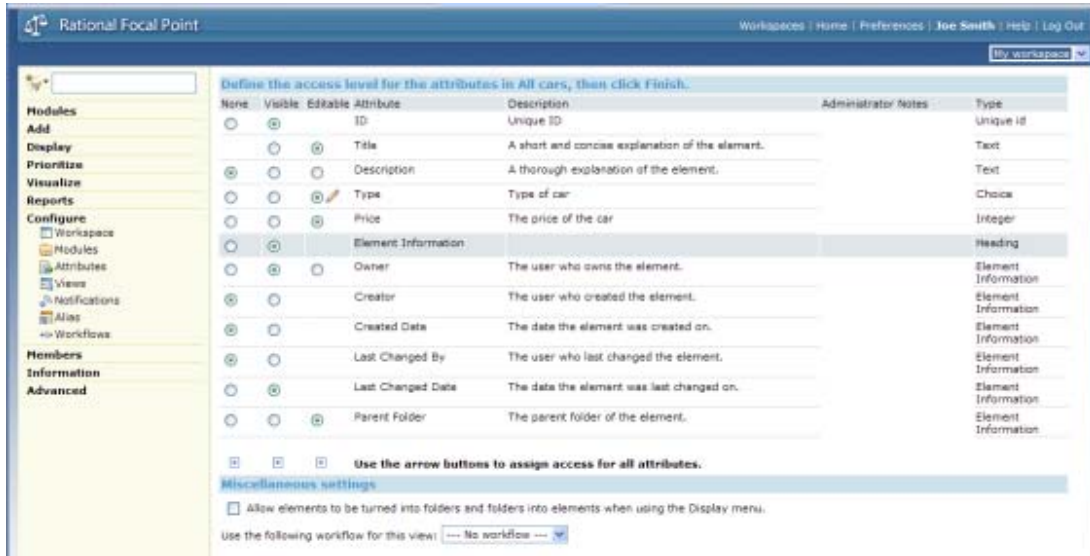 Rational Focal Point
Workspaces | Home | Preferences | Joe Smith | Help | Log Out
My workspace
Define the access level for the attributes in All cars, then click Finish.
None Visible Editable Attribute Description Administrator Notes Type
ID Unique ID Unique id
Title A short and concise explanation of the element. Text
Description A thorough explanation of the element. Text
Type Type of car Choice
Price The price of the car Integer
Element Information Heading
Owner The user who owns the element. Element Information
Creator The user who created the element. Element Information
Created Date The date the element was created on. Element Information
Last Changed By The user who last changed the element. Element Information
Last Changed Date The date the element was last changed on. Element Information
Parent Folder The parent folder of the element. Element Information
Use the arrow buttons to assign access for all attributes.
Miscellaneous settings
Allow elements to be turned into folders and folders into elements when using the Display menu.
Use the following workflow for this view: --- No workflow ---
Modules
Add
Display
Prioritize
Visualize
Reports
Configure
Workspace
Modules
Attributes
Views
Notifications
Alias
Workflows
Members
Information
Advanced